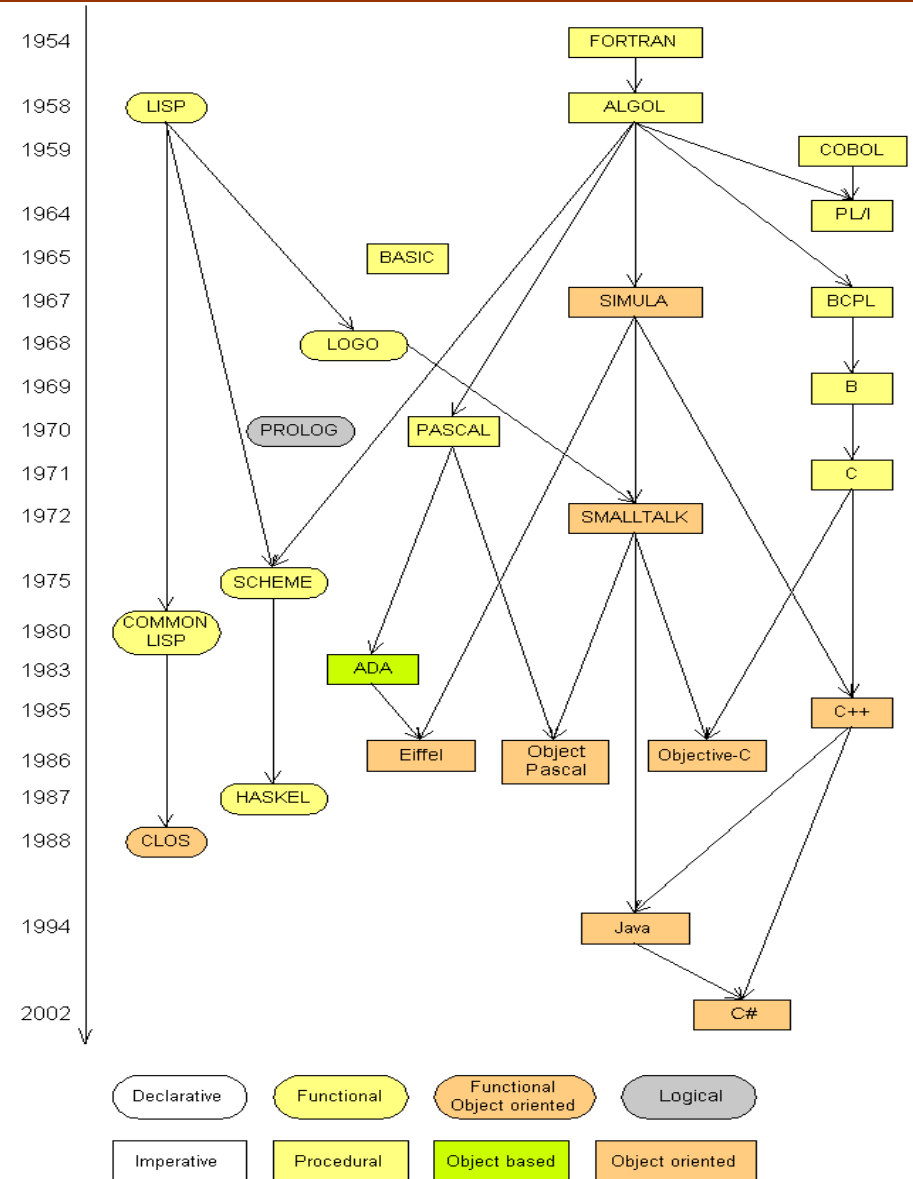 1954
FORTRAN
1958
LISP
ALGOL
1959
COBOL
1964
PL/I
1965
BASIC
1967
SIMULA
BCPL
1968
LOGO
1969
B
1970
PROLOG
PASCAL
1971
C
1972
SMALLTALK
1975
SCHEME
1980
COMMON
LISP
1983
ADA
1985
C++
1986
Eiffel
Object
Pascal
Objective-C
1987
HASKEL
1988
CLOS
1994
Java
2002
C#
Declarative
Functional
Functional
Object oriented
Logical
Imperative
Procedural
Object based
Object oriented